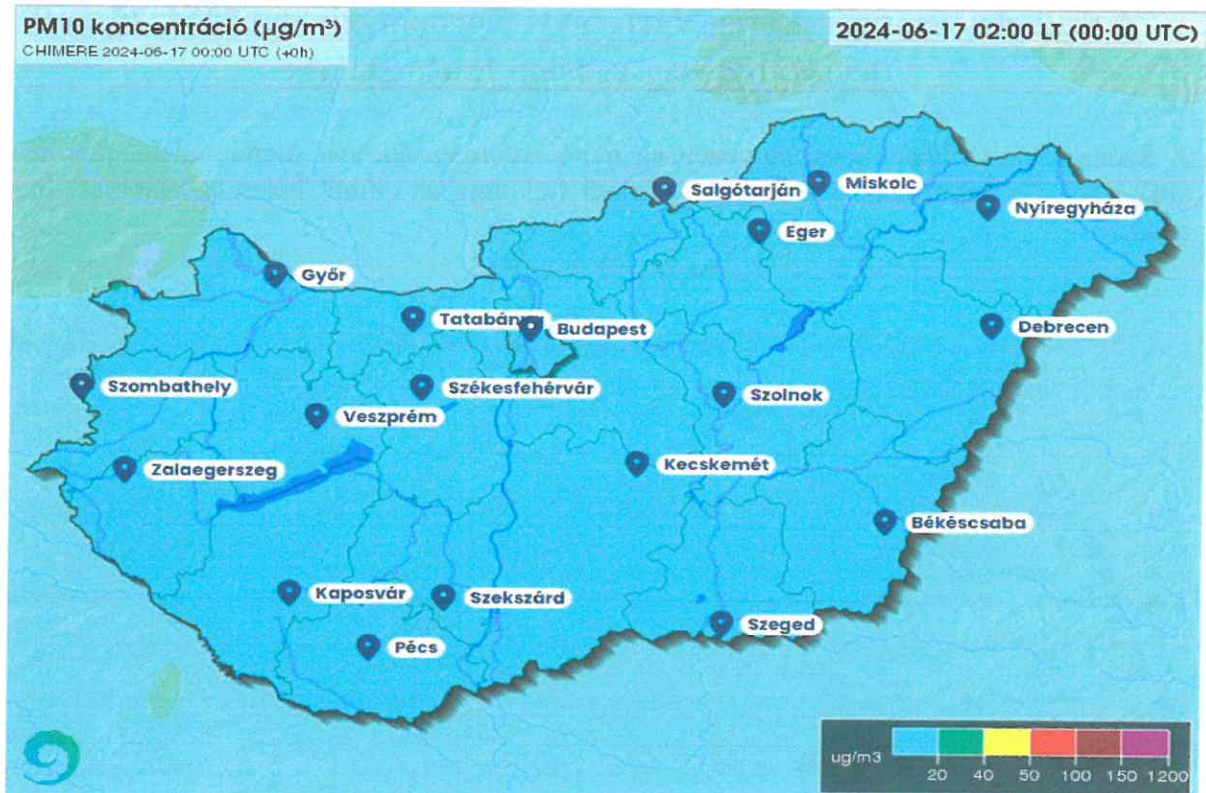 PM10 koncentráció (µg/m³)
CHIMERE 2024-06-17 00:00 UTC (+0h)
2024-06-17 02:00 LT (00:00 UTC)
Salgótarján
Miskolc
Nyíregyháza
Eger
Győr
Tatabánya
Budapest
Debrecen
Szombathely
Székesfehérvár
Szolnok
Veszprém
Zalaegerszeg
Kecskemét
Békéscsaba
Kaposvár
Szekszárd
Szeged
Pécs
ug/m3
20 40 50 100 150 1200